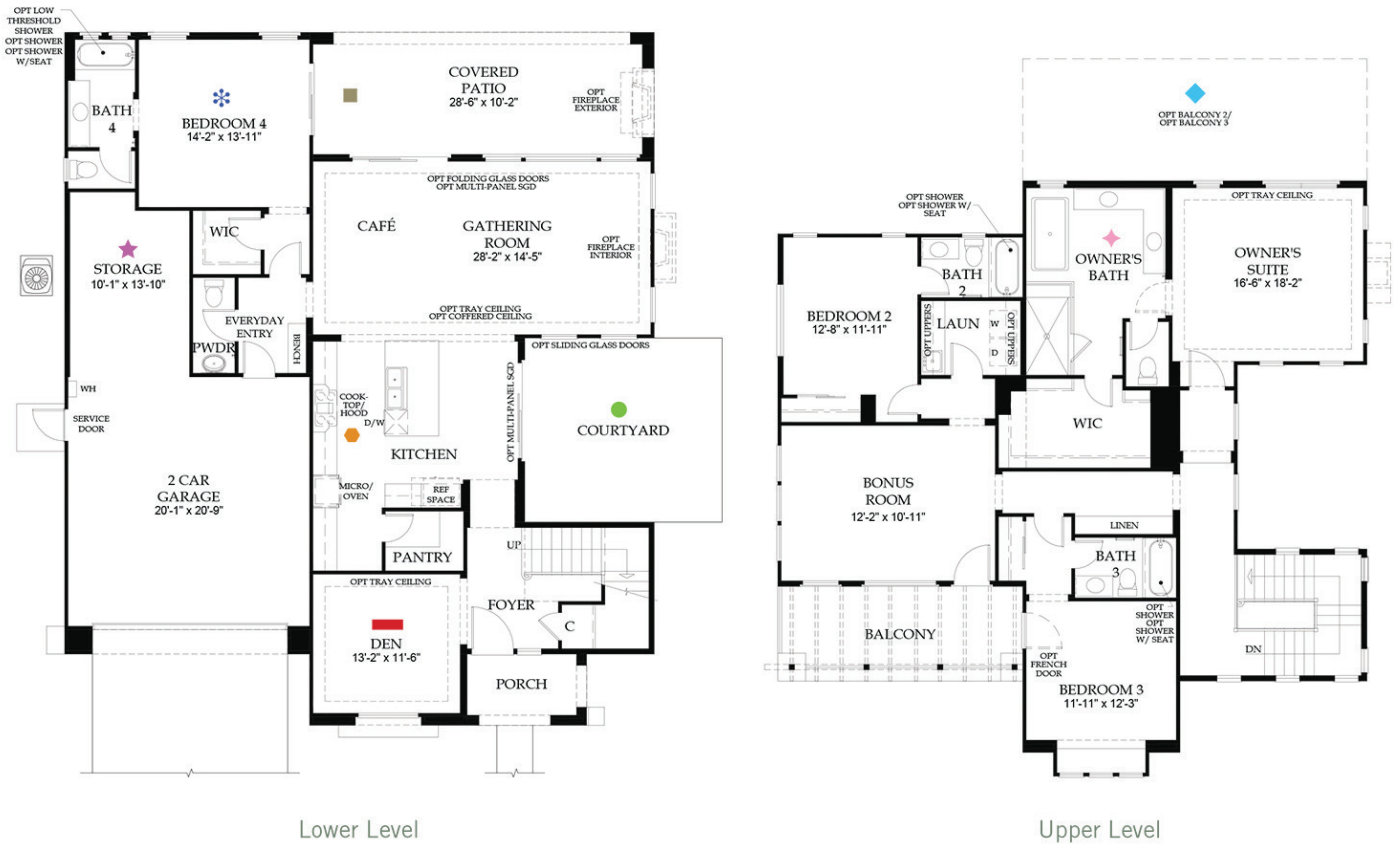 OPT LOW
THRESHOLD
SHOWER
OPT SHOWER
OPT SHOWER
W/SEAT
BATH
4
BEDROOM 4
14'-2" x 13'-11"
COVERED
PATIO
28'-6" x 10'-2"
OPT
FIREPLACE
EXTERIOR
OPT FOLDING GLASS DOORS
OPT MULTI-PANEL SGD
CAFÉ
GATHERING
ROOM
28'-2" x 14'-5"
OPT
FIREPLACE
INTERIOR
OPT TRAY CEILING
OPT COFFERED CEILING
WIC
STORAGE
10'-1" x 13'-10"
EVERYDAY
ENTRY
BENCH
PWDR
WH
SERVICE
DOOR
2 CAR
GARAGE
20'-1" x 20'-9"
OPT SLIDING GLASS DOORS
OPT MULTI-PANEL SGD
COOK-
TOP/
HOOD
D/W
KITCHEN
MICRO/
OVEN
REF
SPACE
PANTRY
COURTYARD
UP
OPT TRAY CEILING
DEN
13'-2" x 11'-6"
FOYER
C
PORCH
Lower Level
OPT BALCONY 2/
OPT BALCONY 3
OPT SHOWER
OPT SHOWER W/
SEAT
OPT TRAY CEILING
OWNER'S
SUITE
16'-6" x 18'-2"
OWNER'S
BATH
BATH
2
BEDROOM 2
12'-8" x 11'-11"
OPT UPPERS
LAUN
W
D
OPT UPPERS
WIC
BONUS
ROOM
12'-2" x 10'-11"
LINEN
BATH
3
BALCONY
OPT
SHOWER
OPT
SHOWER
W/ SEAT
OPT
FRENCH
DOOR
BEDROOM 3
11'-11" x 12'-3"
DN
Upper Level